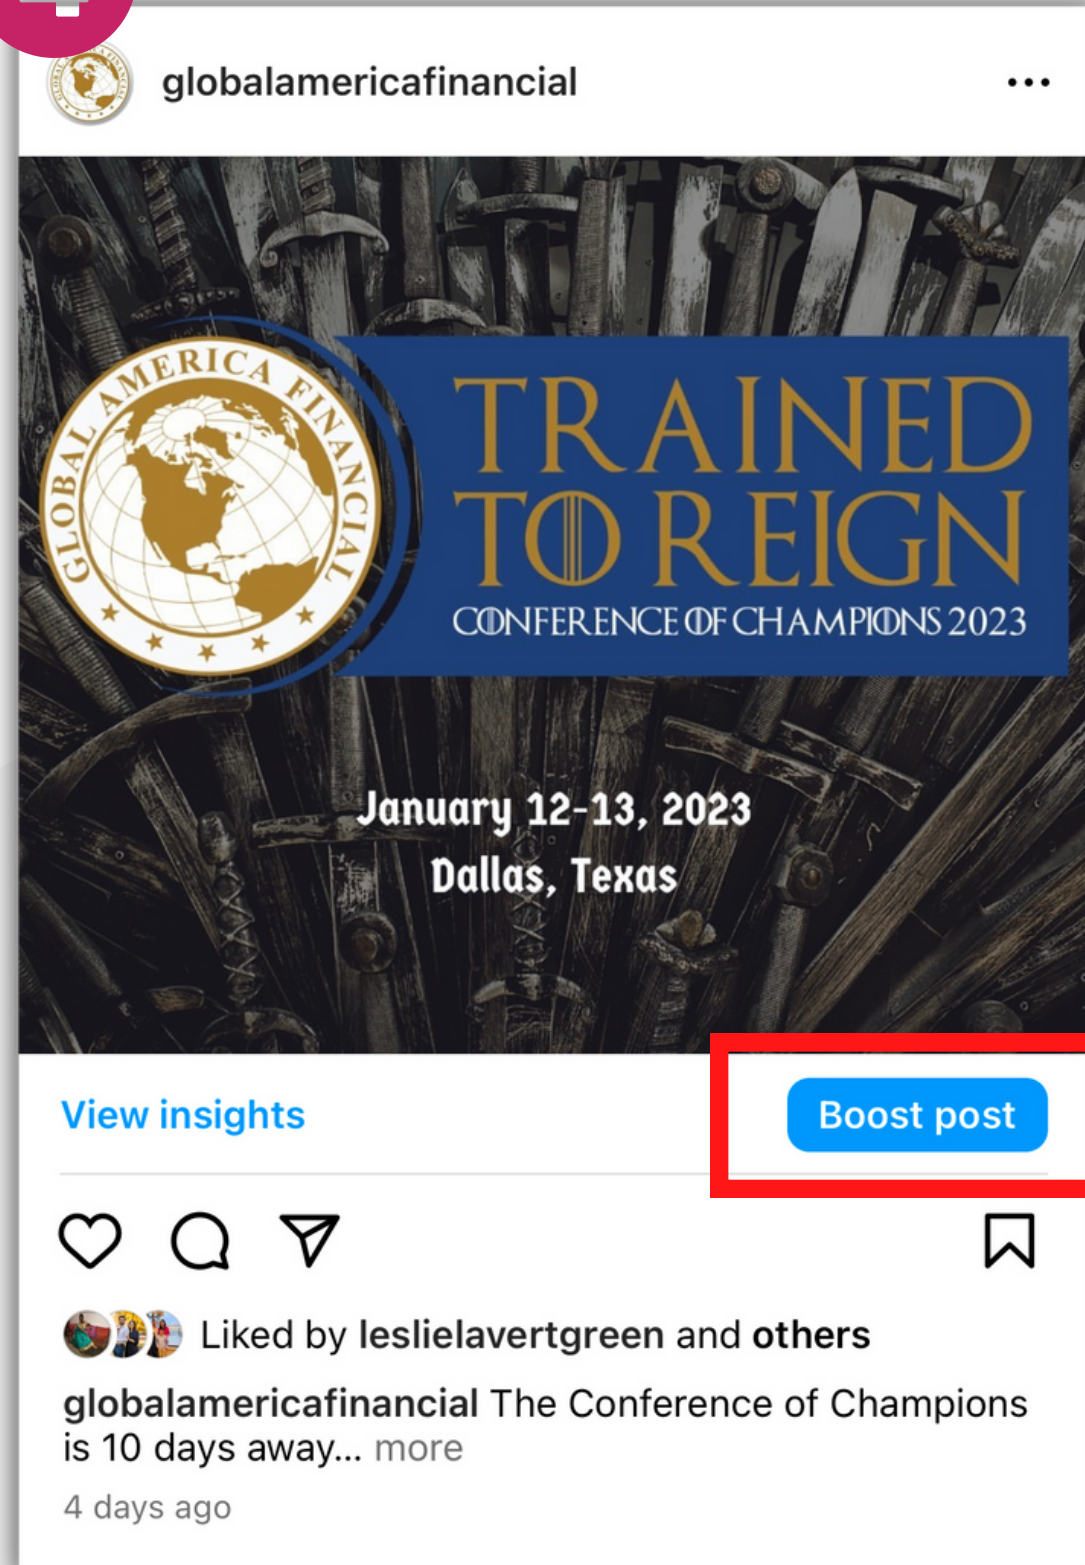 globalamericafinancial
GLOBAL AMERICA FINANCIAL
TRAINED
TO REIGN
CONFERENCE OF CHAMPIONS 2023
January 12-13, 2023
Dallas, Texas
View insights
Boost post
Liked by leslielavertgreen and others
globalamericafinancial The Conference of Champions
is 10 days away... more
4 days ago